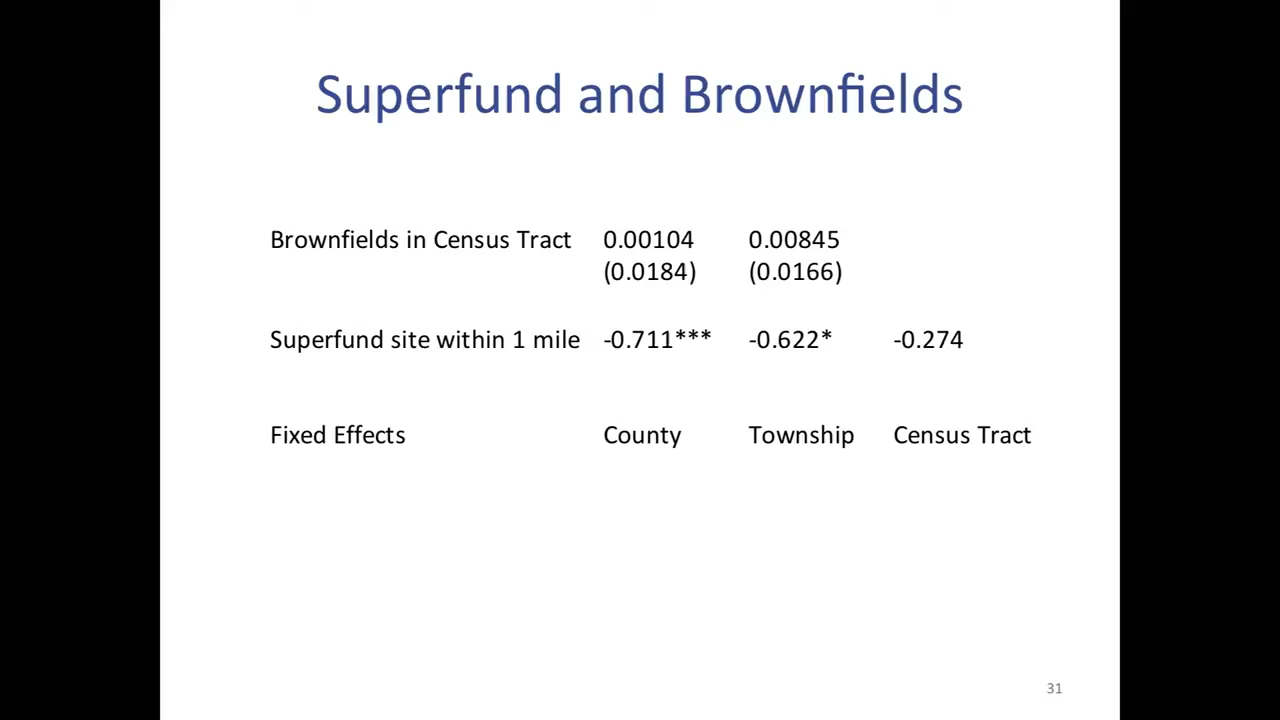 Superfund and Brownfields
Brownfields in Census Tract 0.00104 0.00845
(0.0184) (0.0166)
Superfund site within 1 mile -0.711*** -0.622* -0.274
Fixed Effects County Township Census Tract
31